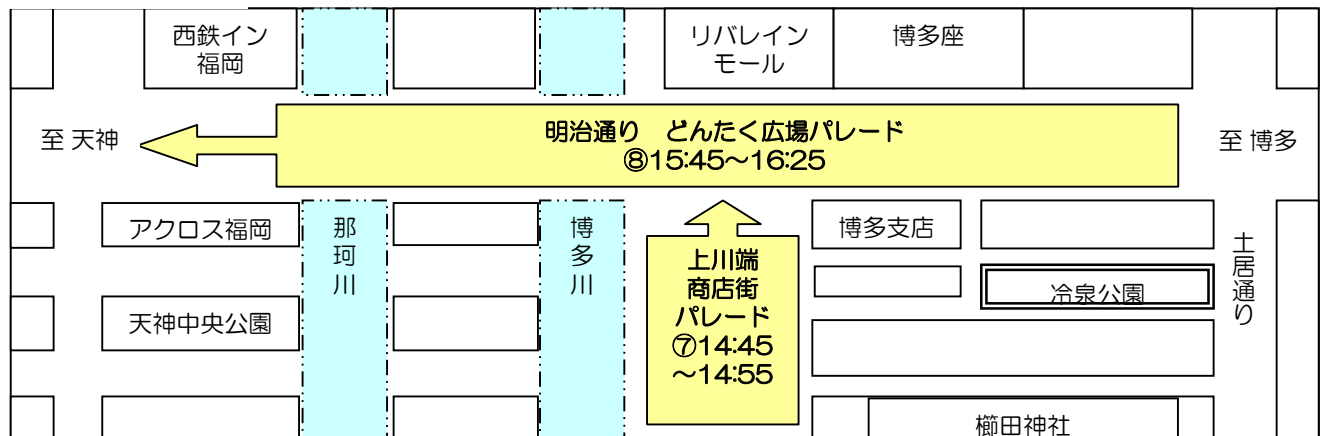 西鉄イン
福岡
リバレイン
モール
博多座
至 天神
明治通り　どんたく広場パレード
⑧15:45～16:25
至 博多
アクロス福岡
那珂川
博多川
上川端
商店街
パレード
⑦14:45
～14:55
博多支店
土居通り
冷泉公園
天神中央公園
櫛田神社